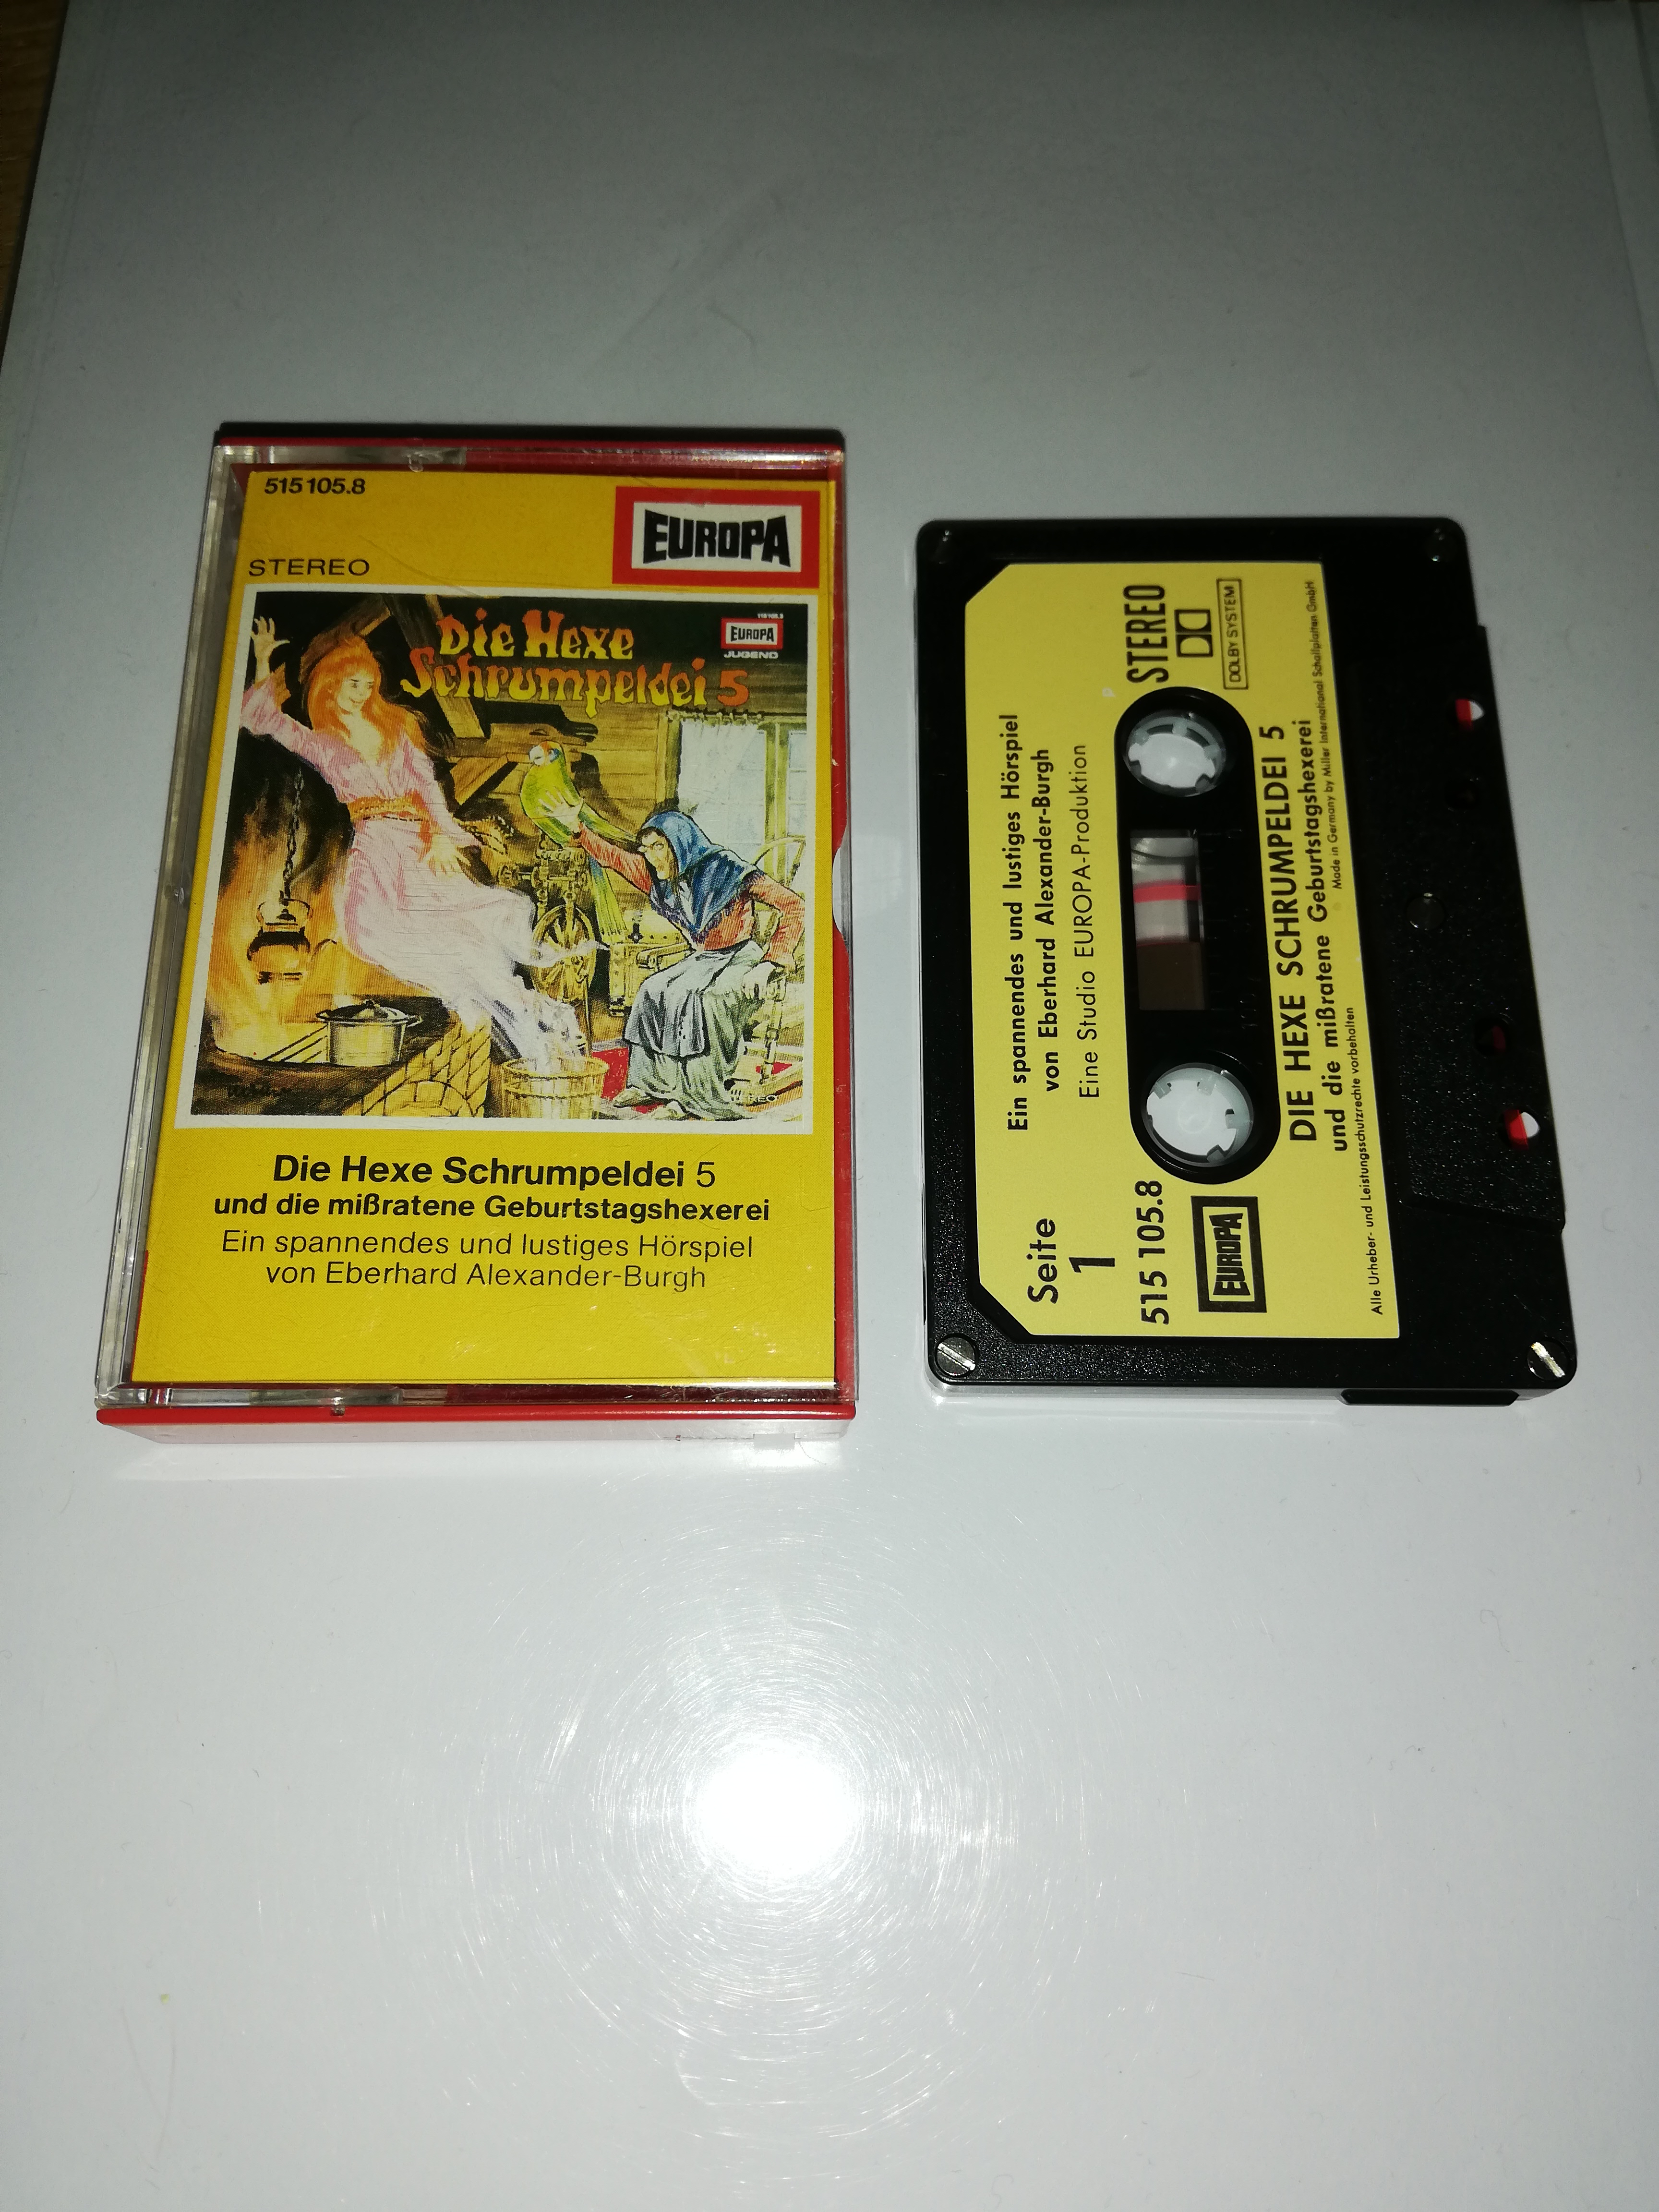 515 105.8
EUROPA
STEREO
Die Hexe
Schrumpeldei 5
EUROPA
JUGEND
Die Hexe Schrumpeldei 5
und die mißratene Geburtstagshexerei
Ein spannendes und lustiges Hörspiel
von Eberhard Alexander-Burgh
Seite
1
Ein spannendes und lustiges Hörspiel
von Eberhard Alexander-Burgh
Eine Studio EUROPA-Produktion
515 105.8
STEREO
DOLBY SYSTEM
EUROPA
DIE HEXE SCHRUMPELDEI 5
und die mißratene Geburtstagshexerei
Made in Germany by Miller International Schallplatten GmbH
Alle Urheber- und Leistungsschutzrechte vorbehalten